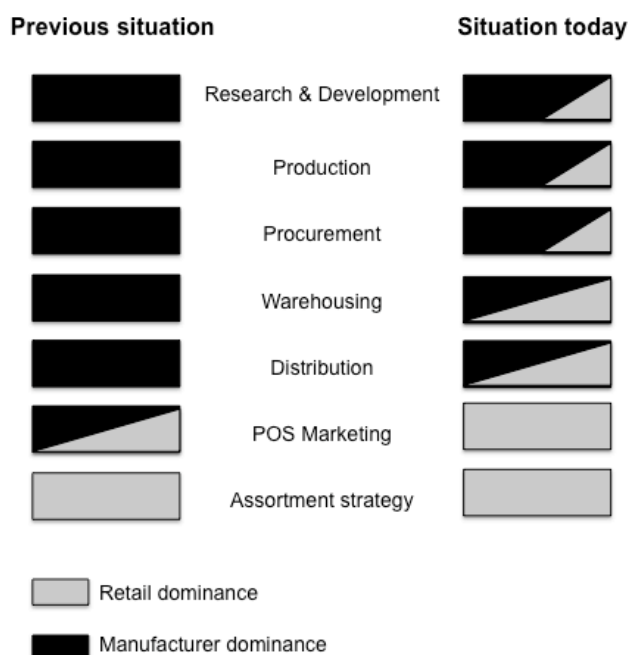 Previous situation
Situation today
Research & Development
Production
Procurement
Warehousing
Distribution
POS Marketing
Assortment strategy
Retail dominance
Manufacturer dominance